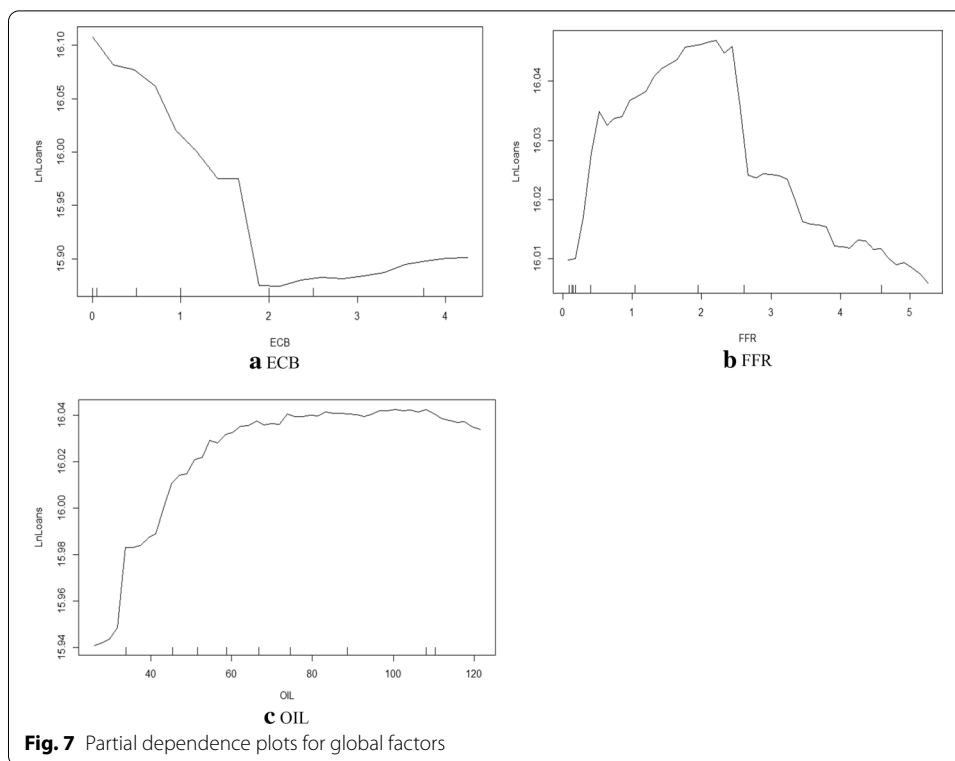 16.10
16.05
16.00
15.95
15.90
LnLoans
0 1 2 3 4
ECB
a ECB
16.04
16.03
16.02
16.01
LnLoans
0 1 2 3 4 5
FFR
b FFR
16.04
16.02
16.00
15.98
15.96
15.94
LnLoans
40 60 80 100 120
OIL
c OIL
Fig. 7 Partial dependence plots for global factors